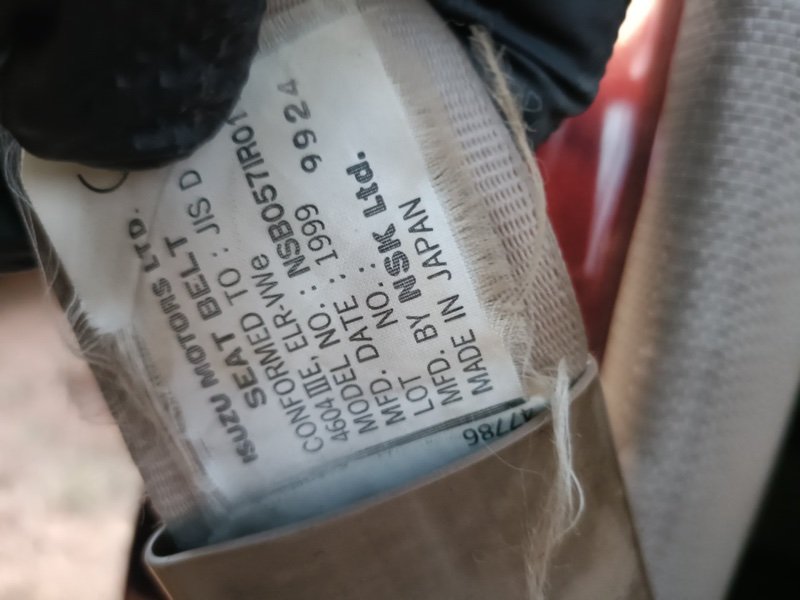 ISUZU MOTORS LTD.
SEAT BELT
CONFORMED TO : JIS D
4604 IIIE, ELR VWe
MODEL NO. : NSB057IR01
MFD. DATE : 1999 9924
LOT NO. :
MFD. BY NSK Ltd.
MADE IN JAPAN
47786